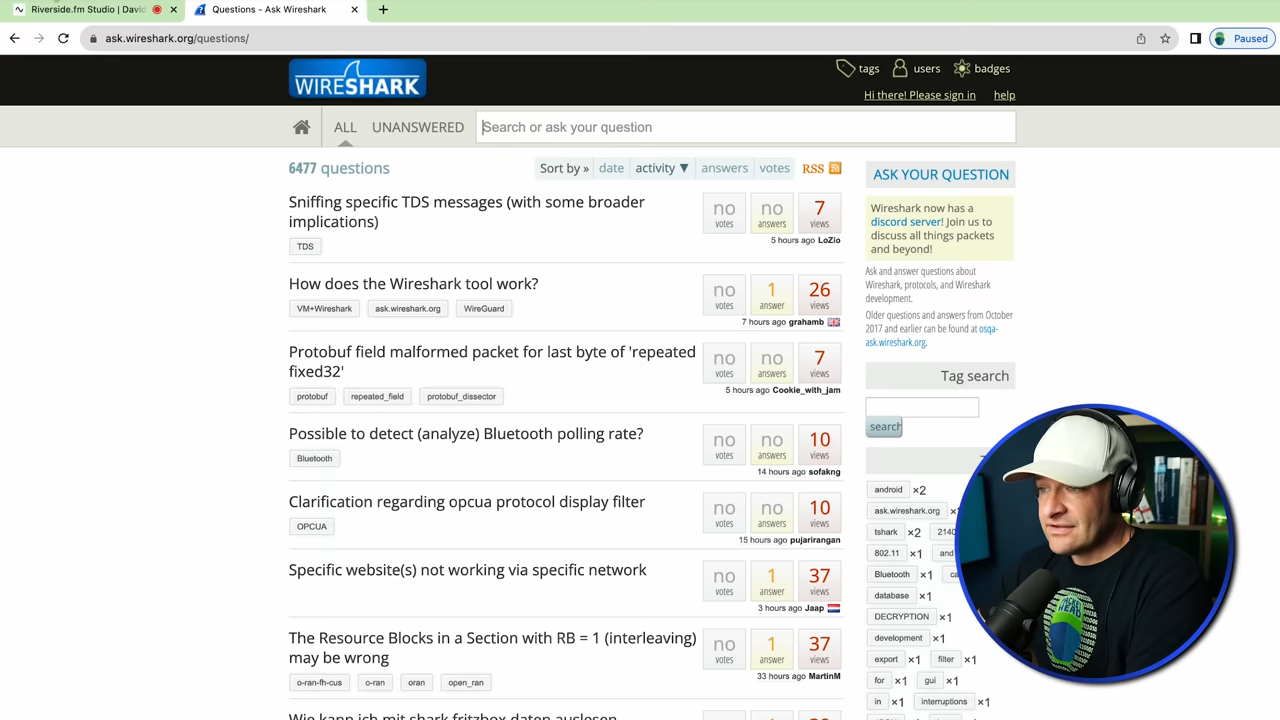 Riverside.fm Studio | David
Questions - Ask Wireshark
ask.wireshark.org/questions/
Paused
WIRESHARK
tags
users
badges
Hi there! Please sign in
help
ALL
UNANSWERED
Search or ask your question
6477 questions
Sort by »
date
activity ▼
answers
votes
RSS
Sniffing specific TDS messages (with some broader
implications)
TDS
no
votes
no
answers
7
views
5 hours ago LoZio
How does the Wireshark tool work?
VM+Wireshark
ask.wireshark.org
WireGuard
no
votes
1
answer
26
views
7 hours ago grahamb
Protobuf field malformed packet for last byte of 'repeated
fixed32'
protobuf
repeated_field
protobuf_dissector
no
votes
no
answers
7
views
5 hours ago Cookie_with_jam
Possible to detect (analyze) Bluetooth polling rate?
Bluetooth
no
votes
no
answers
10
views
14 hours ago sofakng
Clarification regarding opcua protocol display filter
OPCUA
no
votes
no
answers
10
views
15 hours ago pujarirangan
Specific website(s) not working via specific network
no
votes
1
answer
37
views
3 hours ago Jaap
The Resource Blocks in a Section with RB = 1 (interleaving)
may be wrong
o-ran-fh-cus
o-ran
oran
open_ran
no
votes
1
answer
37
views
33 hours ago MartinM
Wie kann ich mit shark fritzbox daten auslesen
ASK YOUR QUESTION
Wireshark now has a
discord server! Join us to
discuss all things packets
and beyond!
Ask and answer questions about
Wireshark, protocols, and Wireshark
development.
Older questions and answers from October
2017 and earlier can be found at osqa-
ask.wireshark.org.
Tag search
search
android ×2
ask.wireshark.org
tshark ×2
802.11 ×1
Bluetooth ×1
database ×1
DECRYPTION ×1
development ×1
export ×1 filter ×1
for ×1 gui ×1
in ×1 interruptions ×1